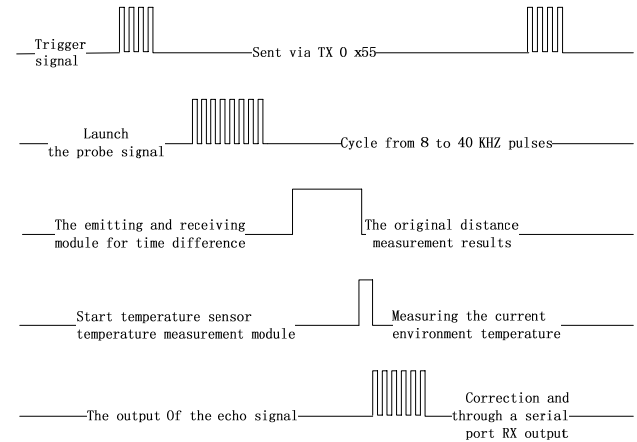 Trigger
signal
Sent via TX 0 x55
Launch
the probe signal
Cycle from 8 to 40 KHZ pulses
The emitting and receiving
module for time difference
The original distance
measurement results
Start temperature sensor
temperature measurement module
Measuring the current
environment temperature
The output Of the echo signal
Correction and
through a serial
port RX output